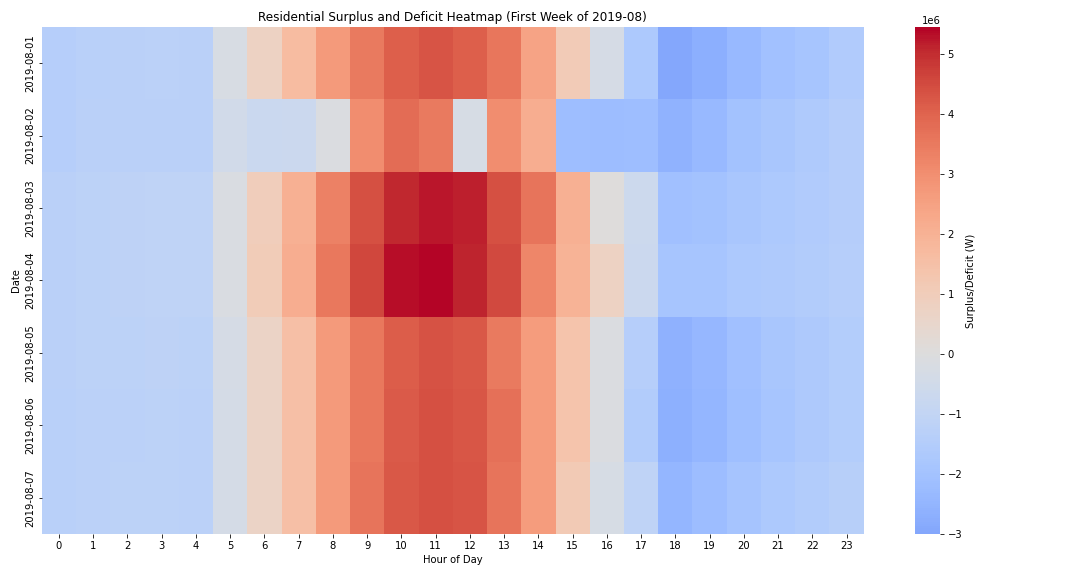 Residential Surplus and Deficit Heatmap (First Week of 2019-08)
1e6
Date
2019-08-01
2019-08-02
2019-08-03
2019-08-04
2019-08-05
2019-08-06
2019-08-07
0 1 2 3 4 5 6 7 8 9 10 11 12 13 14 15 16 17 18 19 20 21 22 23
Hour of Day
5
4
3
2
1
0
−1
−2
−3
Surplus/Deficit (W)